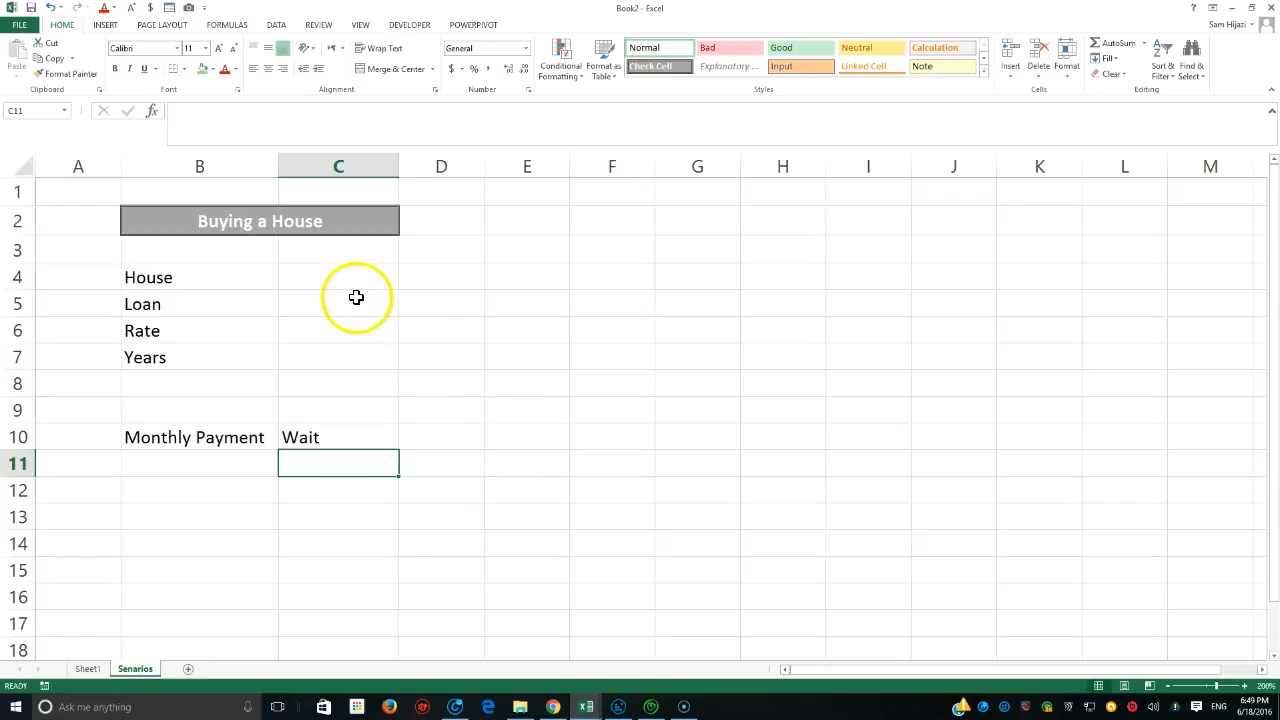 Book2 - Excel
FILE HOME INSERT PAGE LAYOUT FORMULAS DATA REVIEW VIEW DEVELOPER POWERPIVOT
Sam Hijazi
Paste
Cut
Copy
Format Painter
Clipboard
Calibri 11
B I U
Font
Wrap Text
Merge & Center
Alignment
General
$ % ,
Number
Conditional Formatting
Format as Table
Normal Bad Good Neutral Calculation
Check Cell Explanatory ... Input Linked Cell Note
Styles
Insert Delete Format
Cells
AutoSum
Fill
Clear
Sort & Filter
Find & Select
Editing
C11
fx
A B C D E F G H I J K L M
1
2 Buying a House
3
4 House
5 Loan
6 Rate
7 Years
8
9
10 Monthly Payment Wait
11
12
13
14
15
16
17
18
Sheet1 Senarios
READY
200%
Ask me anything
ENG
6:49 PM
6/18/2016